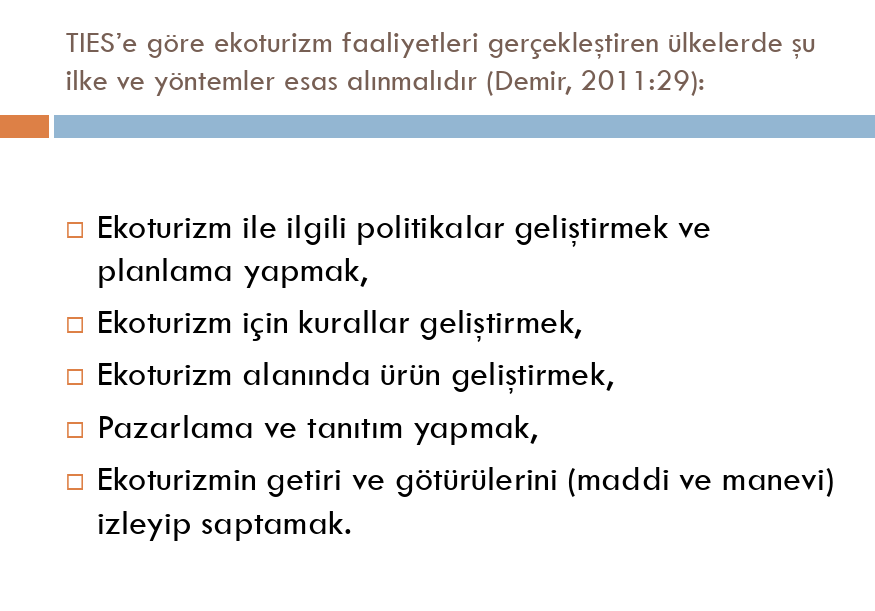 TIES’e göre ekoturizm faaliyetleri gerçekleştiren ülkelerde şu
ilke ve yöntemler esas alınmalıdır (Demir, 2011:29):
Ekoturizm ile ilgili politikalar geliştirmek ve
planlama yapmak,
Ekoturizm için kurallar geliştirmek,
Ekoturizm alanında ürün geliştirmek,
Pazarlama ve tanıtım yapmak,
Ekoturizmin getiri ve götürülerini (maddi ve manevi)
izleyip saptamak.